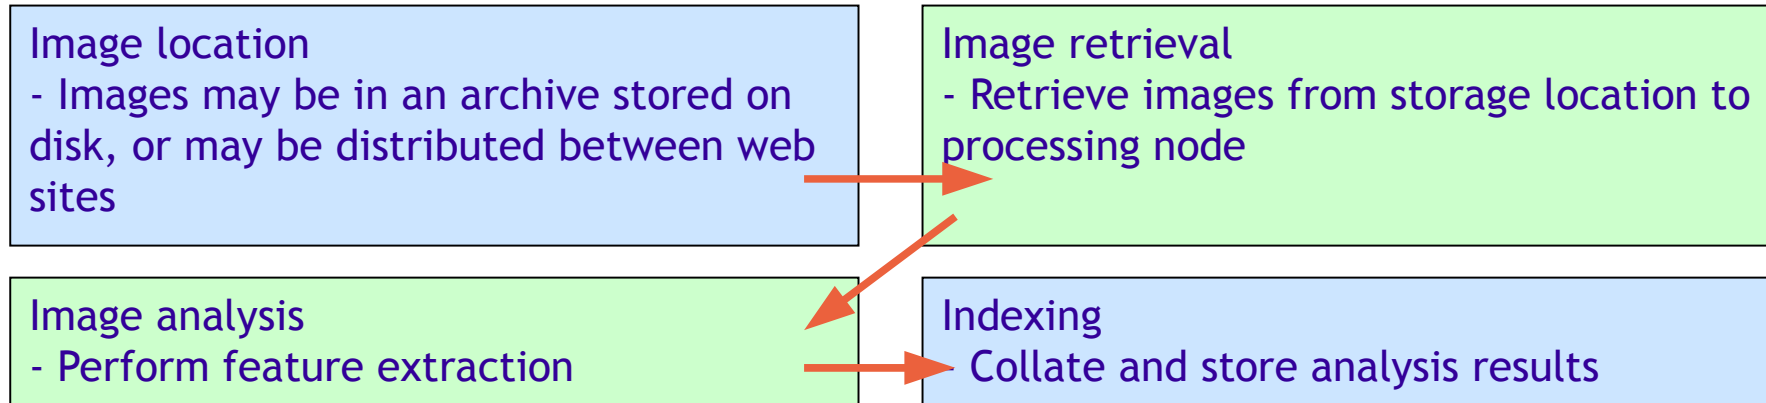 Image location
- Images may be in an archive stored on
disk, or may be distributed between web
sites
Image retrieval
- Retrieve images from storage location to
processing node
Image analysis
- Perform feature extraction
Indexing
- Collate and store analysis results